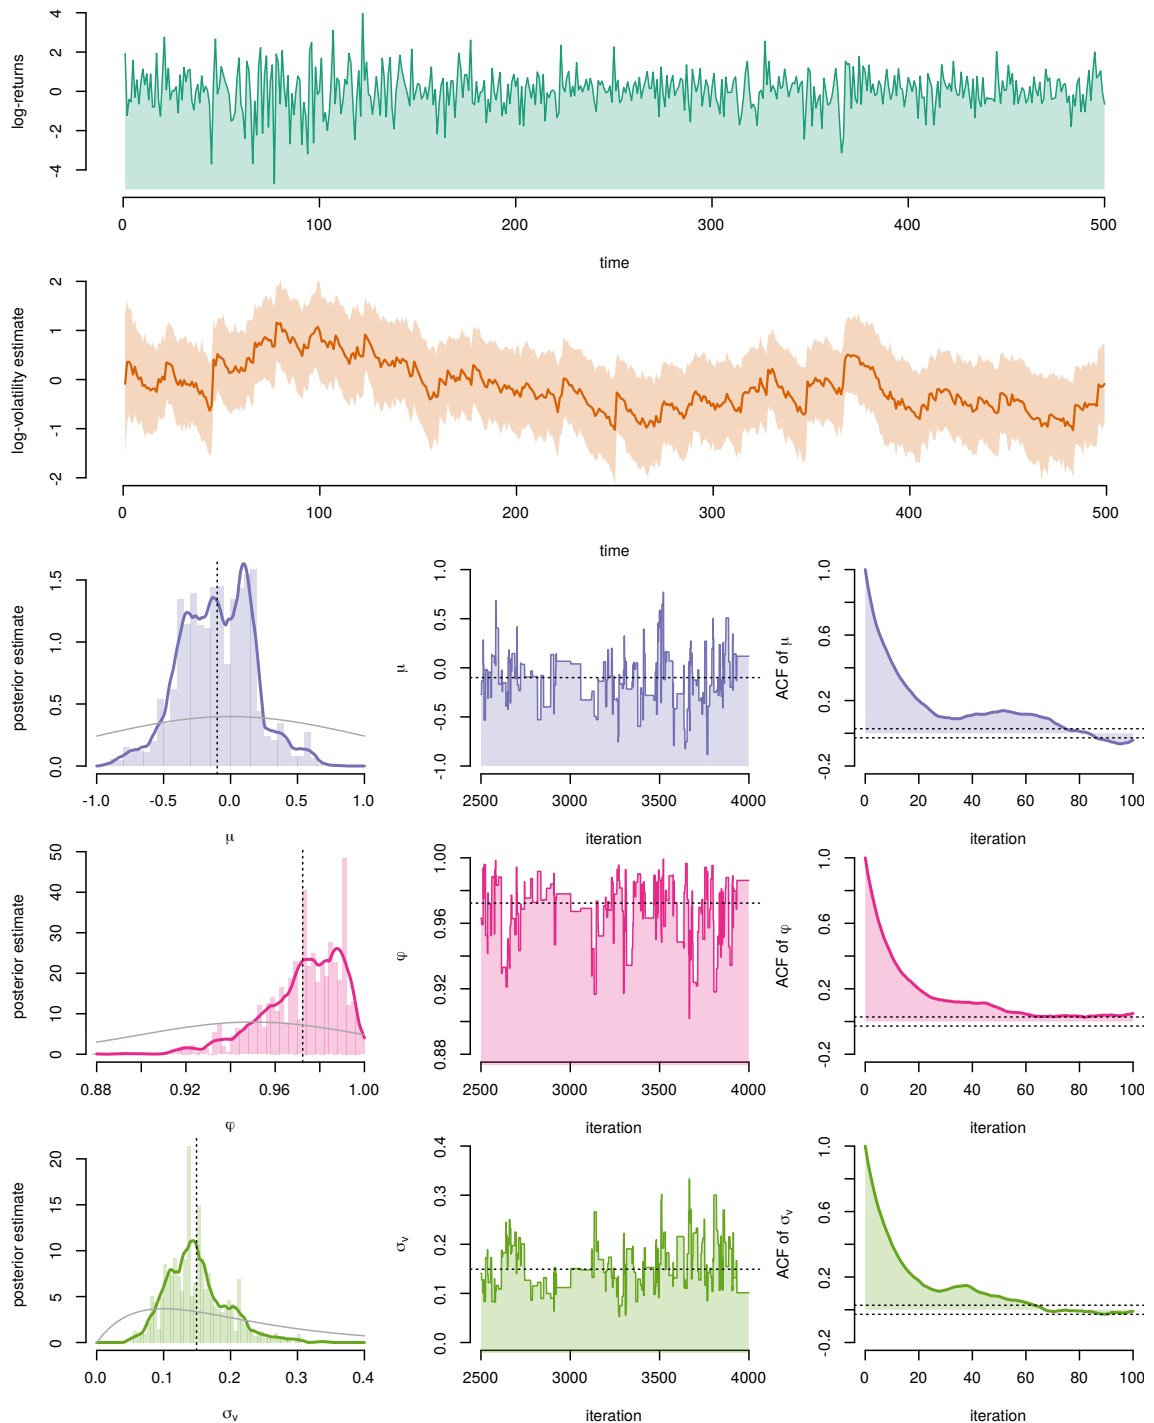 log-returns
4
2
0
-2
-4
0 100 200 300 400 500
time
log-volatility estimate
2
1
0
-1
-2
0 100 200 300 400 500
time
posterior estimate
1.5
1.0
0.5
0.0
-1.0 -0.5 0.0 0.5 1.0
μ
μ
1.0
0.5
0.0
-0.5
-1.0
2500 3000 3500 4000
iteration
ACF of μ
1.0
0.6
0.2
-0.2
0 20 40 60 80 100
iteration
posterior estimate
50
40
30
20
10
0
0.88 0.92 0.96 1.00
φ
φ
1.00
0.96
0.92
0.88
2500 3000 3500 4000
iteration
ACF of φ
1.0
0.6
0.2
-0.2
0 20 40 60 80 100
iteration
posterior estimate
20
15
10
5
0
0.0 0.1 0.2 0.3 0.4
σv
σv
0.4
0.3
0.2
0.1
0.0
2500 3000 3500 4000
iteration
ACF of σv
1.0
0.6
0.2
-0.2
0 20 40 60 80 100
iteration